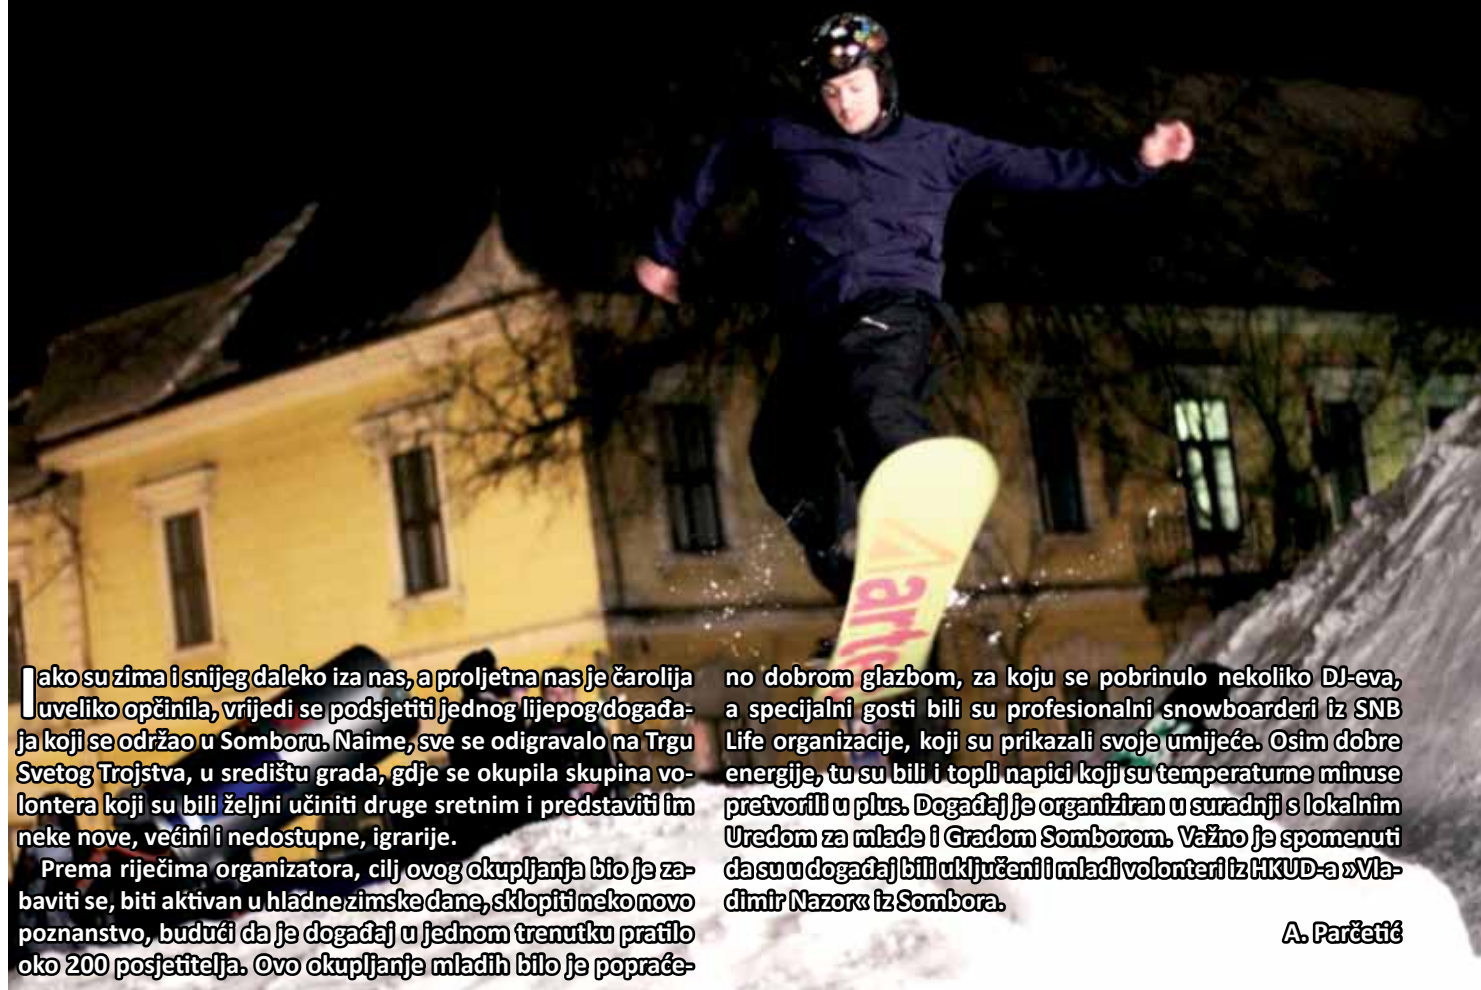 arte
Iako su zima i snijeg daleko iza nas, a proljetna nas je čarolija
uveliko opčinila, vrijedi se podsjetiti jednog lijepog događa-
ja koji se održao u Somboru. Naime, sve se odigravalo na Trgu
Svetog Trojstva, u središtu grada, gdje se okupila skupina vo-
lontera koji su bili željni učiniti druge sretnim i predstaviti im
neke nove, većini i nedostupne, igrarije.
Prema riječima organizatora, cilj ovog okupljanja bio je za-
baviti se, biti aktivan u hladne zimske dane, sklopiti neko novo
poznanstvo, budući da je događaj u jednom trenutku pratilo
oko 200 posjetitelja. Ovo okupljanje mladih bilo je popraće-
no dobrom glazbom, za koju se pobrinulo nekoliko DJ-eva,
a specijalni gosti bili su profesionalni snowboarderi iz SNB
Life organizacije, koji su prikazali svoje umijeće. Osim dobre
energije, tu su bili i topli napici koji su temperaturne minuse
pretvorili u plus. Događaj je organiziran u suradnji s lokalnim
Uredom za mlade i Gradom Somborom. Važno je spomenuti
da su u događaj bili uključeni i mladi volonteri iz HKUD-a »Vla-
dimir Nazor« iz Sombora.
A. Parčetić